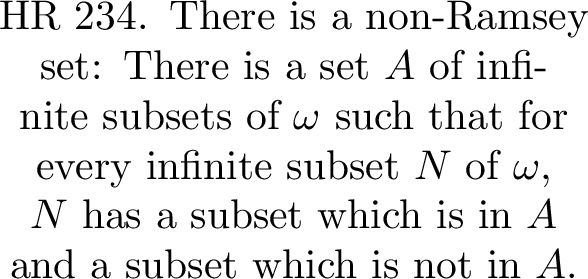 HR 234. There is a non-Ramsey
set: There is a set A of infi-
nite subsets of ω such that for
every infinite subset N of ω,
N has a subset which is in A
and a subset which is not in A.